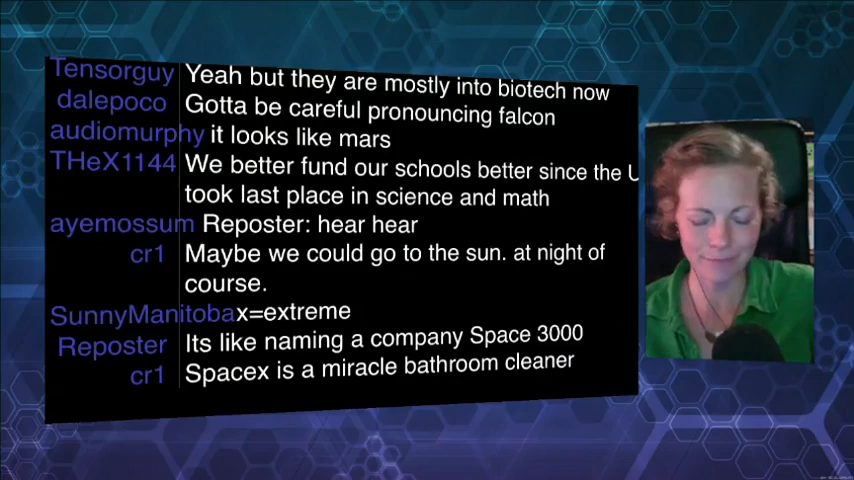 Tensorguy Yeah but they are mostly into biotech now
dalepoco Gotta be careful pronouncing falcon
audiomurphy it looks like mars
THeX1144 We better fund our schools better since the
took last place in science and math
ayemossum Reposter: hear hear
cr1 Maybe we could go to the sun. at night of
course.
SunnyManitoba x=extreme
Reposter Its like naming a company Space 3000
cr1 Spacex is a miracle bathroom cleaner